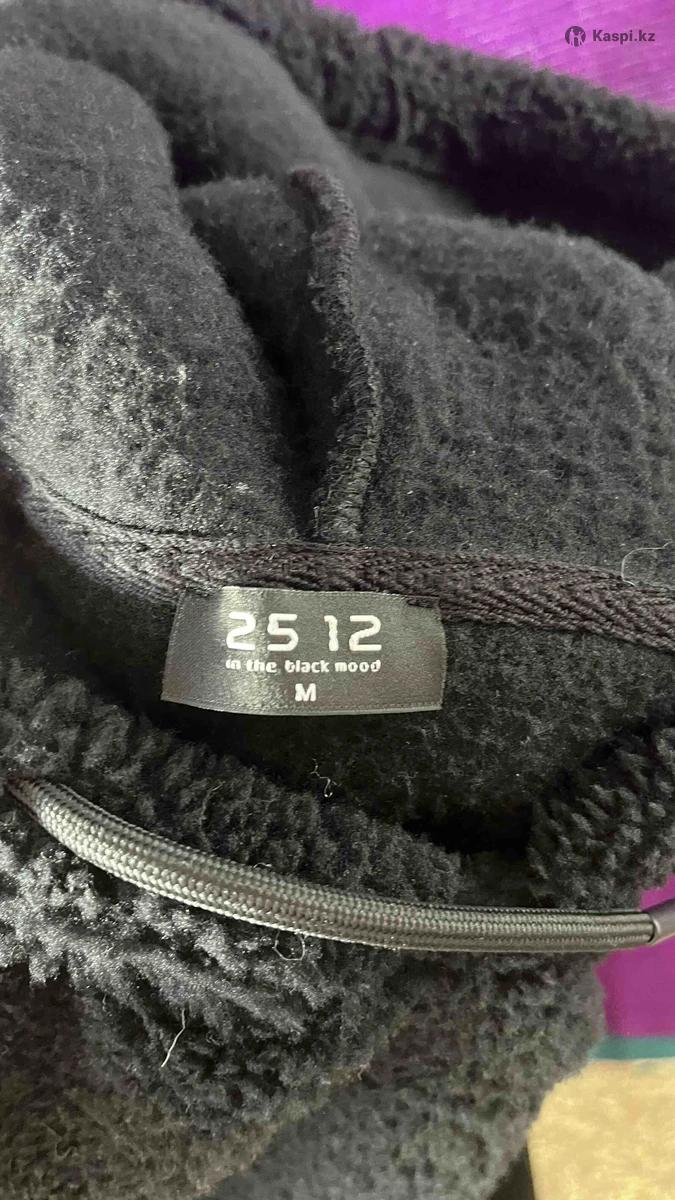 Kaspi.kz
25 12
in the black mood
M